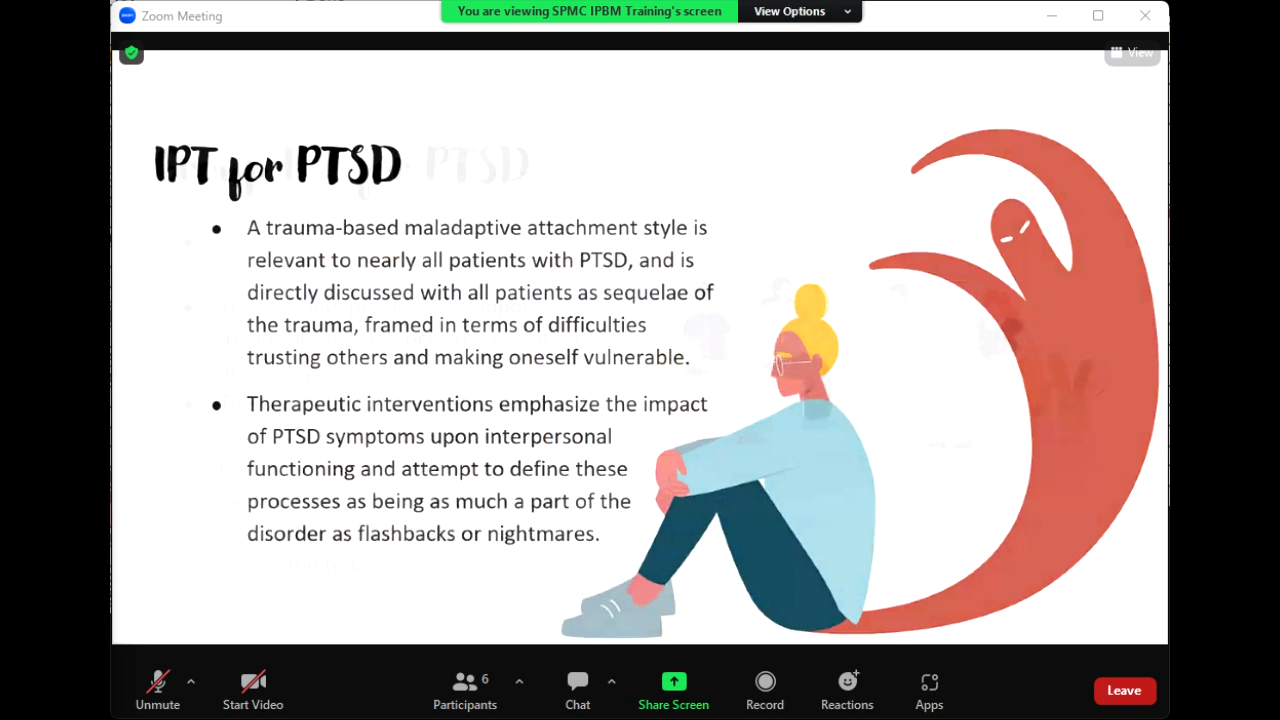 Zoom Meeting
You are viewing SPMC IPBM Training's screen
View Options
View
IPT for PTSD
● A trauma-based maladaptive attachment style is
relevant to nearly all patients with PTSD, and is
directly discussed with all patients as sequelae of
the trauma, framed in terms of difficulties
trusting others and making oneself vulnerable.
● Therapeutic interventions emphasize the impact
of PTSD symptoms upon interpersonal
functioning and attempt to define these
processes as being as much a part of the
disorder as flashbacks or nightmares.
Unmute
Start Video
6
Participants
Chat
Share Screen
Record
Reactions
Apps
Leave